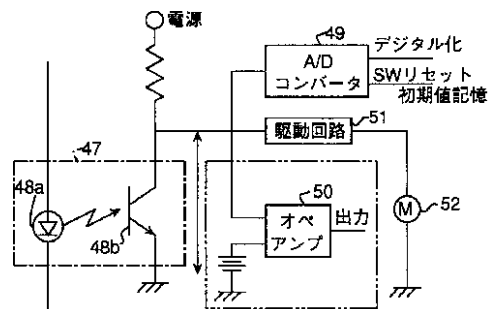 電源
49
A/D
コンバータ
デジタル化
SWリセット
初期値記憶
51
駆動回路
47
48a
48b
50
オペ
アンプ
出力
M
52